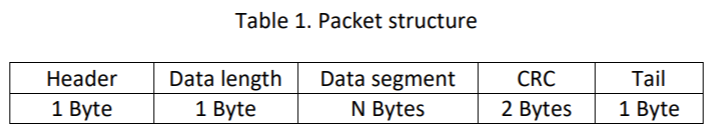 Table 1. Packet structure
Header Data length Data segment CRC Tail
1 Byte 1 Byte N Bytes 2 Bytes 1 Byte